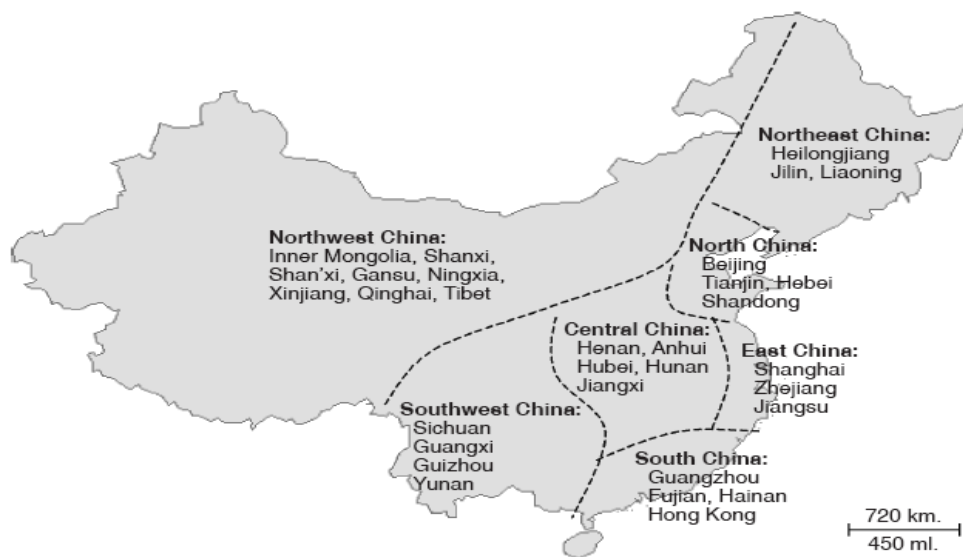 Northeast China:
Heilongjiang
Jilin, Liaoning
Northwest China:
Inner Mongolia, Shanxi,
Shan'xi, Gansu, Ningxia,
Xinjiang, Qinghai, Tibet
North China:
Beijing
Tianjin, Hebei
Shandong
Central China:
Henan, Anhui
Hubei, Hunan
Jiangxi
East China:
Shanghai
Zhejiang
Jiangsu
Southwest China:
Sichuan
Guangxi
Guizhou
Yunan
South China:
Guangzhou
Fujian, Hainan
Hong Kong
720 km.
450 ml.